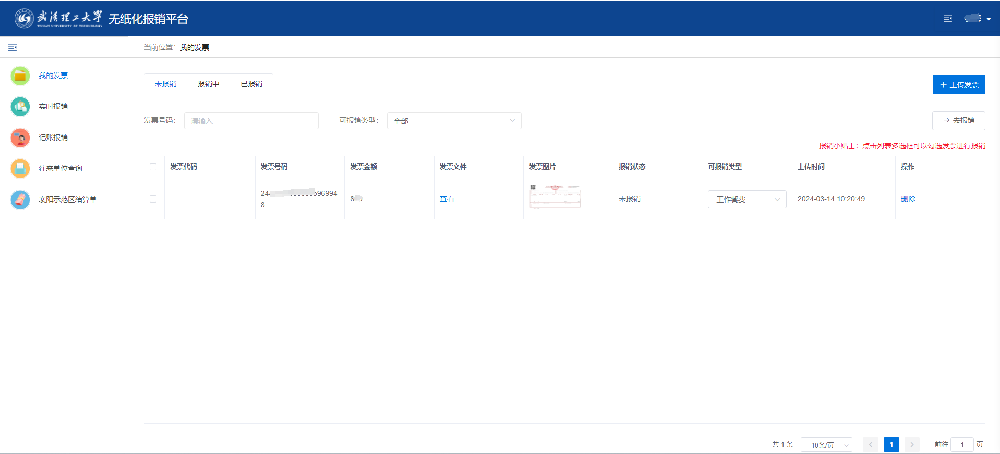 武汉理工大学 无纸化报销平台
WUHAN UNIVERSITY OF TECHNOLOGY
当前位置: 我的发票
我的发票
实时报销
记账报销
往来单位查询
襄阳示范区结算单
未报销 报销中 已报销
+ 上传发票
发票号码: 请输入 可报销类型: 全部
→ 去报销
报销小贴士：点击列表多选框可以勾选发票进行报销
发票代码 发票号码 发票金额 发票文件 发票图片 报销状态 可报销类型 上传时间 操作
查看 未报销 工作餐费 2024-03-14 10:20:49 删除
8
共 1 条 10条/页 < 1 > 前往 1 页